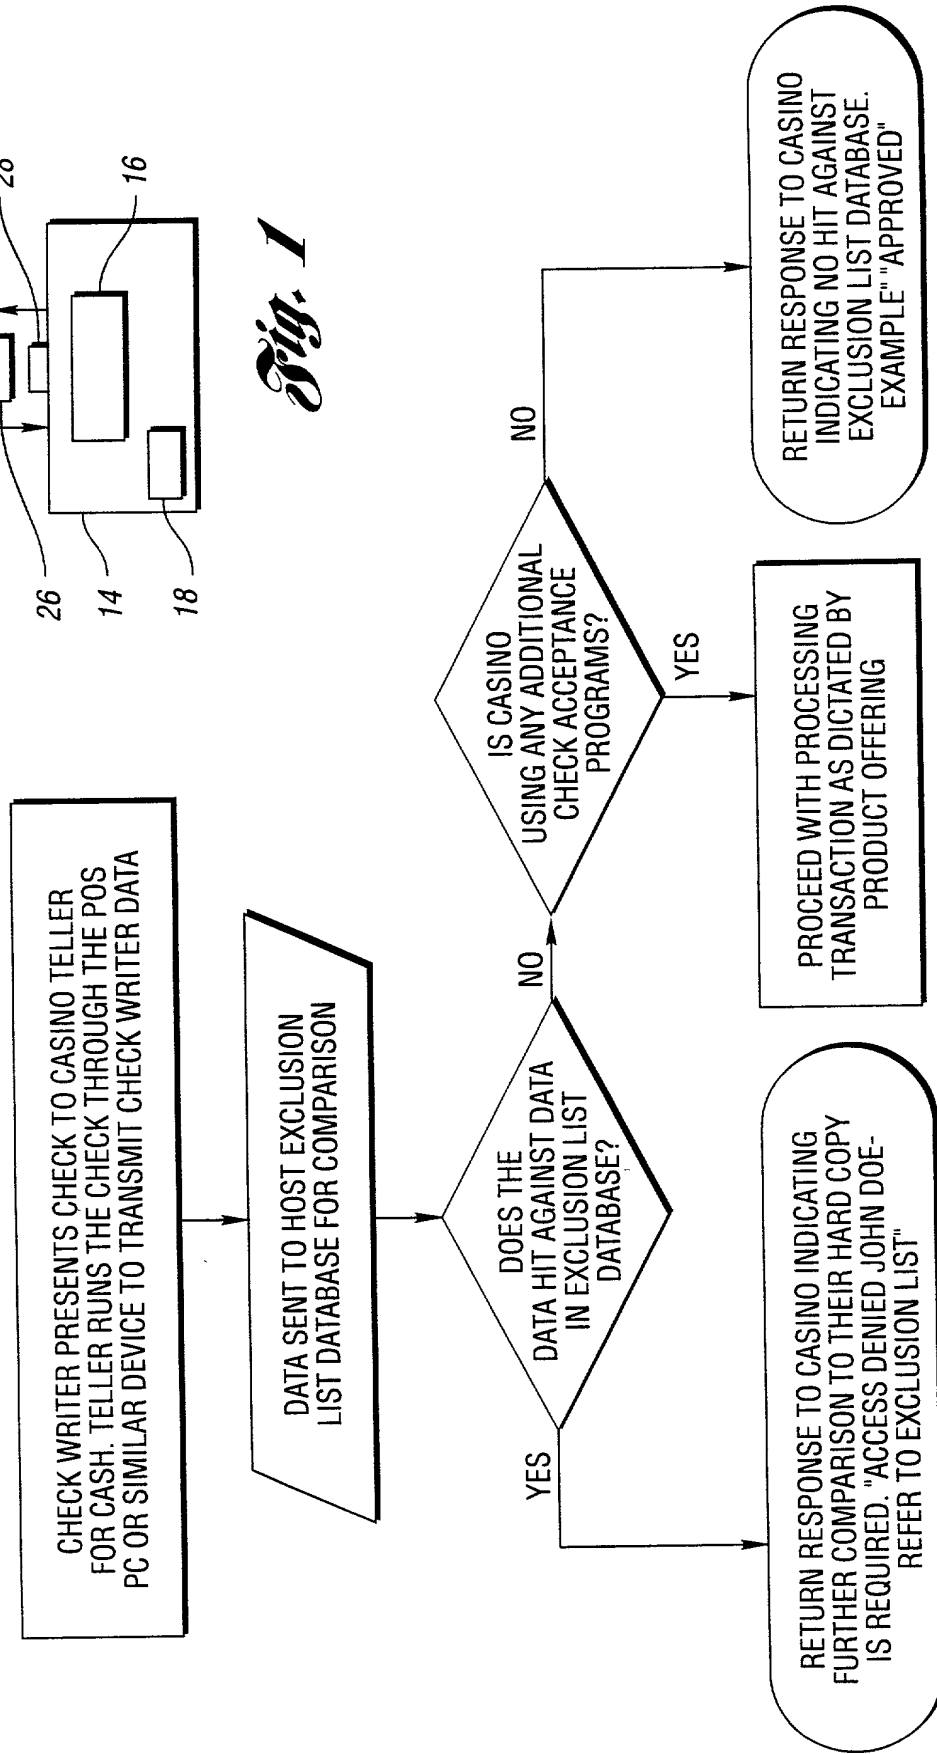 28
16
26
14
18
Fig. 1
CHECK WRITER PRESENTS CHECK TO CASINO TELLER
FOR CASH. TELLER RUNS THE CHECK THROUGH THE POS
PC OR SIMILAR DEVICE TO TRANSMIT CHECK WRITER DATA
DATA SENT TO HOST EXCLUSION
LIST DATABASE FOR COMPARISON
DOES THE
DATA HIT AGAINST DATA
IN EXCLUSION LIST
DATABASE?
YES
NO
IS CASINO
USING ANY ADDITIONAL
CHECK ACCEPTANCE
PROGRAMS?
NO
YES
RETURN RESPONSE TO CASINO INDICATING
FURTHER COMPARISON TO THEIR HARD COPY
IS REQUIRED. "ACCESS DENIED JOHN DOE-
REFER TO EXCLUSION LIST"
PROCEED WITH PROCESSING
TRANSACTION AS DICTATED BY
PRODUCT OFFERING
RETURN RESPONSE TO CASINO
INDICATING NO HIT AGAINST
EXCLUSION LIST DATABASE.
EXAMPLE" "APPROVED"